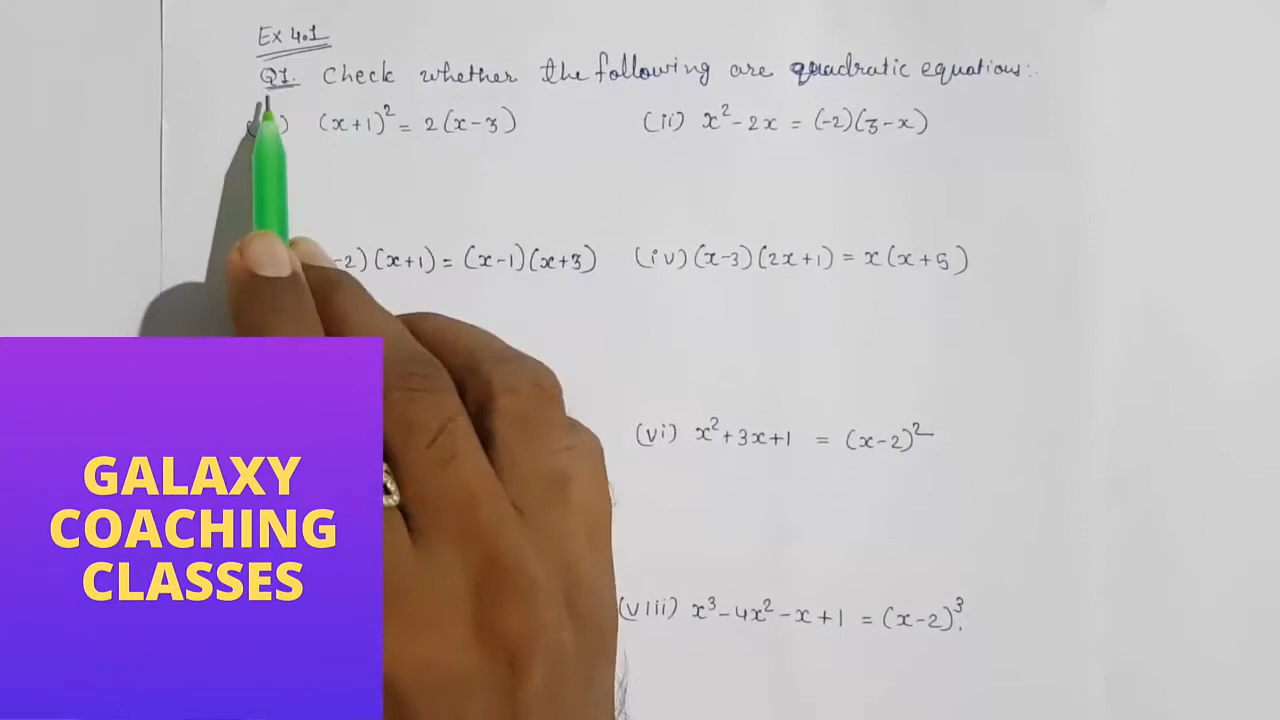 Ex 4.1
Q1. Check whether the following are quadratic equations:.
) (x+1)² = 2(x-3) (ii) x²-2x = (-2)(3-x)
-2)(x+1) = (x-1)(x+3) (iv) (x-3)(2x+1) = x(x+5)
(vi) x²+3x+1 = (x-2)²
(viii) x³-4x²-x+1 = (x-2)³.
GALAXY
COACHING
CLASSES